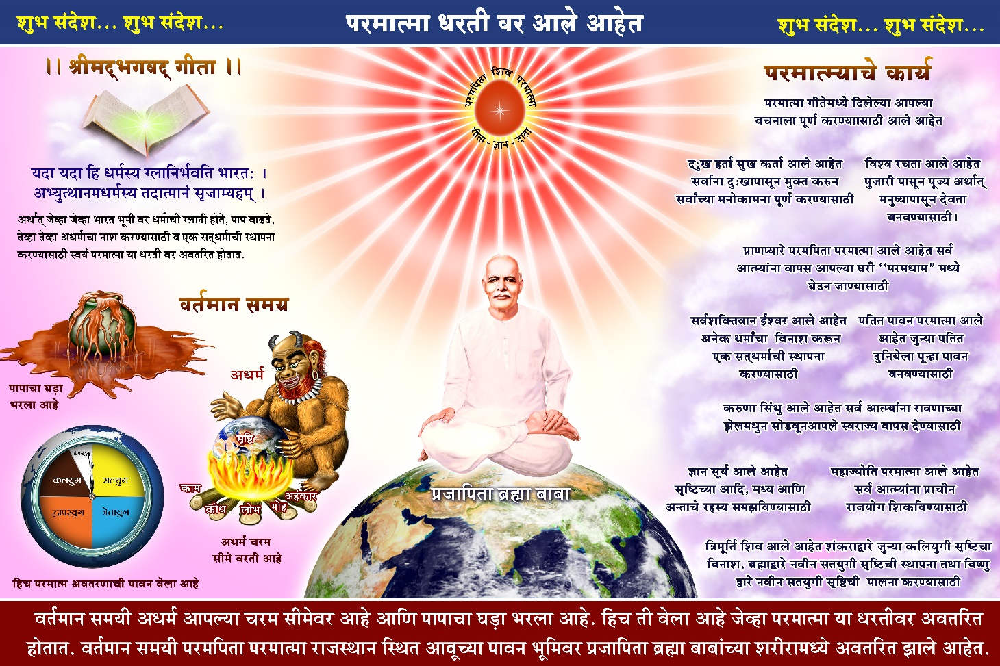 शुभ संदेश... शुभ संदेश...
परमात्मा धरती वर आले आहेत
शुभ संदेश... शुभ संदेश...
।। श्रीमद्भगवद् गीता ।।
यदा यदा हि धर्मस्य ग्लानिर्भवति भारतः ।
अभ्युत्थानमधर्मस्य तदात्मानं सृजाम्यहम् ।
अर्थात् जेव्हा जेव्हा भारत भूमी वर धर्माची ग्लानी होते, पाप वाढते,
तेव्हा तेव्हा अधर्माचा नाश करण्यासाठी व एक सत्‌धर्माची स्थापना
करण्यासाठी स्वयं परमात्मा या धरती वर अवतरित होतात.
वर्तमान समय
पापाचा घड़ा
भरला आहे
अधर्म
सृष्टि
काम
क्रोध
लोभ
मोह
अहंकार
अधर्म चरम
सीमे वरती आहे
संगमयुग
कलयुग
सतयुग
द्वापरयुग
त्रेतायुग
हिच परमात्म अवतरणाची पावन वेला आहे
परमपिता शिव परमात्मा
गीता - ज्ञान - दाता
प्रजापिता ब्रह्मा बाबा
परमात्म्याचे कार्य
परमात्मा गीतेमध्ये दिलेल्या आपल्या
वचनाला पूर्ण करण्याासाठी आले आहेत
दुःख हर्ता सुख कर्ता आले आहेत
सर्वांना दुःखापासून मुक्त करुन
सर्वांच्या मनोकामना पूर्ण करण्यासाठी
विश्व रचता आले आहेत
पुजारी पासून पूज्य अर्थात्
मनुष्यापासून देवता
बनवण्यासाठी।
प्राणप्यारे परमपिता परमात्मा आले आहेत सर्व
आत्म्यांना वापस आपल्या घरी ‘‘परमधाम” मध्ये
घेउन जाण्यासाठी
सर्वशक्तिवान ईश्वर आले आहेत
अनेक धर्मांचा विनाश करून
एक सत्‌धर्माची स्थापना
करण्यासाठी
पतित पावन परमात्मा आले
आहेत जुन्या पतित
दुनियेला पून्हा पावन
बनवण्यासाठी
करुणा सिंधु आले आहेत सर्व आत्म्यांना रावणाच्या
झेलमधुन सोडवूनआपले स्वराज्य वापस देण्यासाठी
ज्ञान सूर्य आले आहेत
सृष्टिच्या आदि, मध्य आणि
अन्ताचे रहस्य समझविण्यासाठी
महाज्योति परमात्मा आले आहेत
सर्व आत्म्यांना प्राचीन
राजयोग शिकविण्यासाठी
त्रिमूर्ति शिव आले आहेत शंकराद्वारे जुन्या कलियुगी सृष्टिचा
विनाश, ब्रह्माद्वारे नवीन सतयुगी सृष्टिची स्थापना तथा विष्णु
द्वारे नवीन सतयुगी सृष्टिची पालना करण्यासाठी
वर्तमान समयी अधर्म आपल्या चरम सीमेवर आहे आणि पापाचा घड़ा भरला आहे. हिच ती वेला आहे जेव्हा परमात्मा या धरतीवर अवतरित
होतात. वर्तमान समयी परमपिता परमात्मा राजस्थान स्थित आबूच्या पावन भूमिवर प्रजापिता ब्रह्मा बाबांच्या शरीरामध्ये अवतरित झाले आहेत.